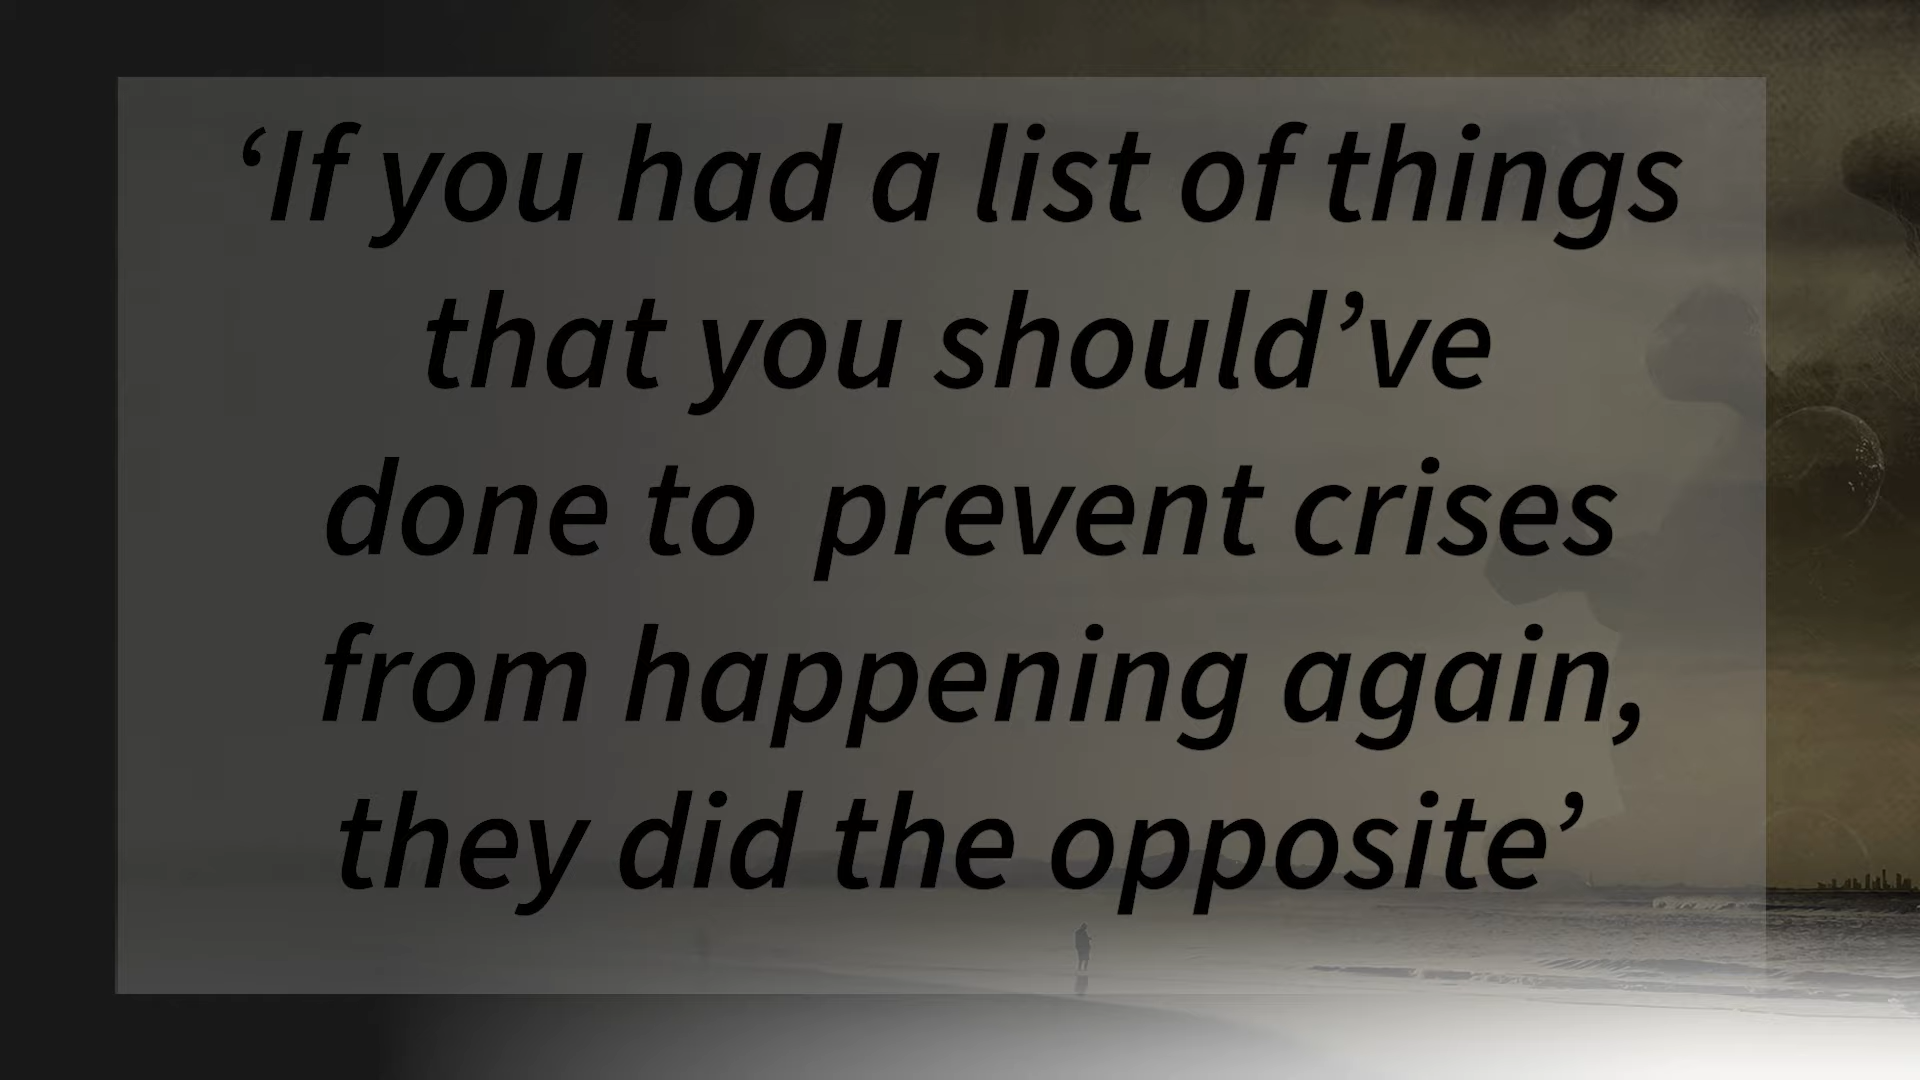 ‘If you had a list of things
that you should’ve
done to  prevent crises
from happening again,
they did the opposite’